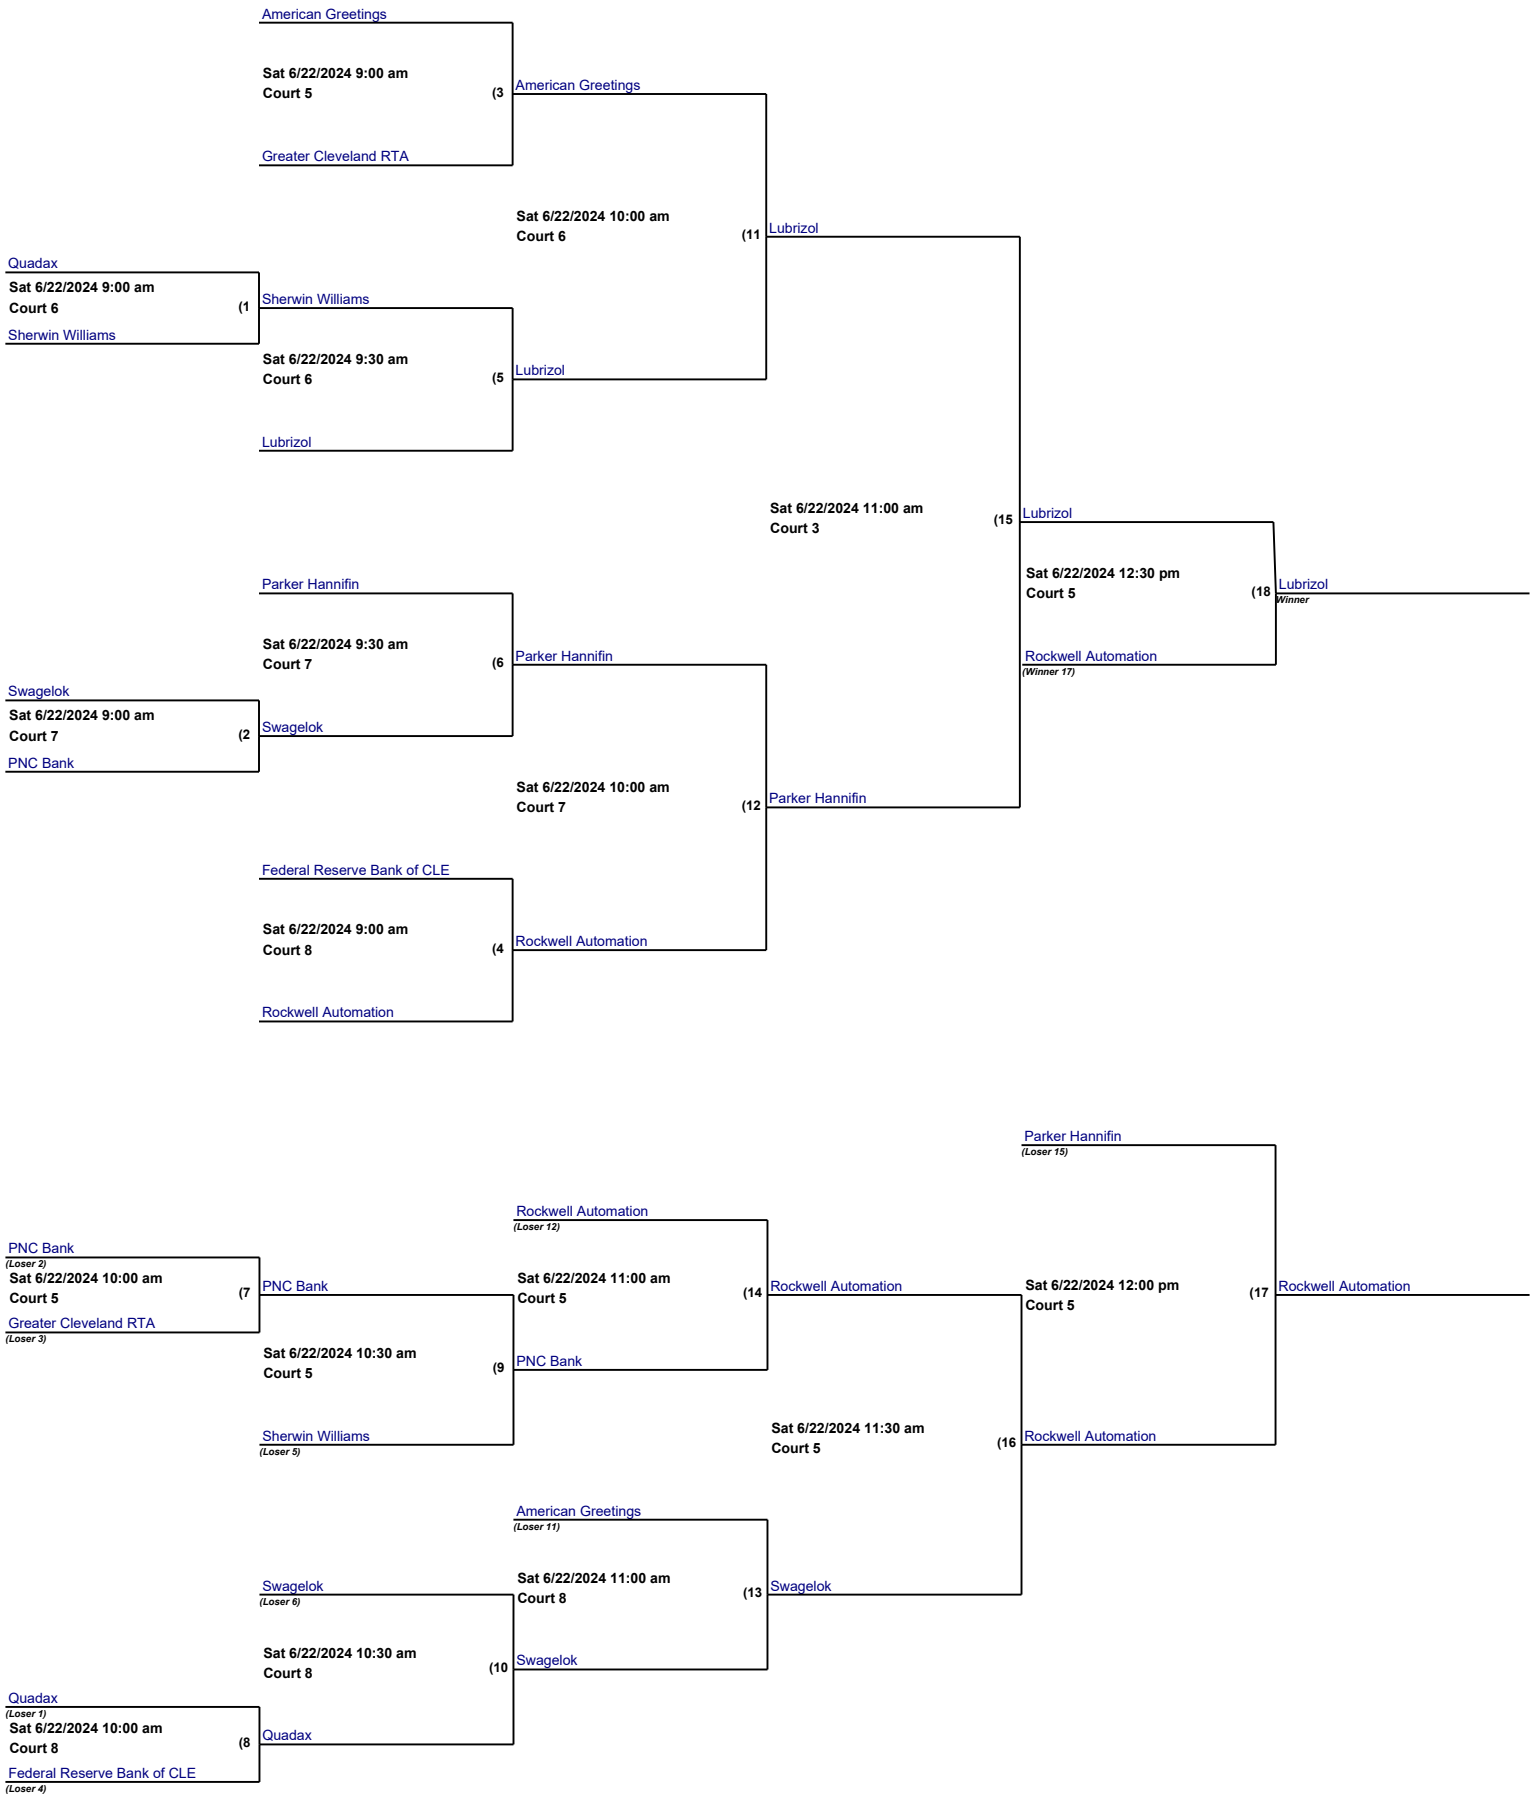 American Greetings
Sat 6/22/2024 9:00 am
Court 5
(3
American Greetings
Greater Cleveland RTA
Sat 6/22/2024 10:00 am
Court 6
(11
Lubrizol
Quadax
Sat 6/22/2024 9:00 am
Court 6
(1
Sherwin Williams
Sherwin Williams
Sat 6/22/2024 9:30 am
Court 6
(5
Lubrizol
Lubrizol
Sat 6/22/2024 11:00 am
Court 3
(15
Lubrizol
Sat 6/22/2024 12:30 pm
Court 5
(18
Lubrizol
Winner
Parker Hannifin
Sat 6/22/2024 9:30 am
Court 7
(6
Parker Hannifin
Rockwell Automation
(Winner 17)
Swagelok
Sat 6/22/2024 9:00 am
Court 7
(2
Swagelok
PNC Bank
Sat 6/22/2024 10:00 am
Court 7
(12
Parker Hannifin
Federal Reserve Bank of CLE
Sat 6/22/2024 9:00 am
Court 8
(4
Rockwell Automation
Rockwell Automation
Parker Hannifin
(Loser 15)
Rockwell Automation
(Loser 12)
PNC Bank
(Loser 2)
Sat 6/22/2024 10:00 am
Court 5
(7
PNC Bank
Sat 6/22/2024 11:00 am
Court 5
(14
Rockwell Automation
Sat 6/22/2024 12:00 pm
Court 5
(17
Rockwell Automation
Greater Cleveland RTA
(Loser 3)
Sat 6/22/2024 10:30 am
Court 5
(9
PNC Bank
Sherwin Williams
(Loser 5)
Sat 6/22/2024 11:30 am
Court 5
(16
Rockwell Automation
American Greetings
(Loser 11)
Sat 6/22/2024 11:00 am
Court 8
(13
Swagelok
Swagelok
(Loser 6)
Sat 6/22/2024 10:30 am
Court 8
(10
Swagelok
Quadax
(Loser 1)
Sat 6/22/2024 10:00 am
Court 8
(8
Quadax
Federal Reserve Bank of CLE
(Loser 4)